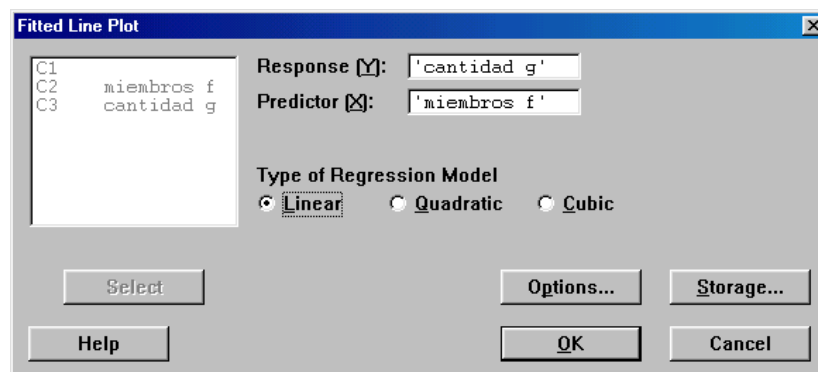 Fitted Line Plot
C1
C2 miembros f
C3 cantidad g
Response (Y): 'cantidad g'
Predictor (X): 'miembros f'
Type of Regression Model
Linear Quadratic Cubic
Select
Options... Storage...
Help OK Cancel